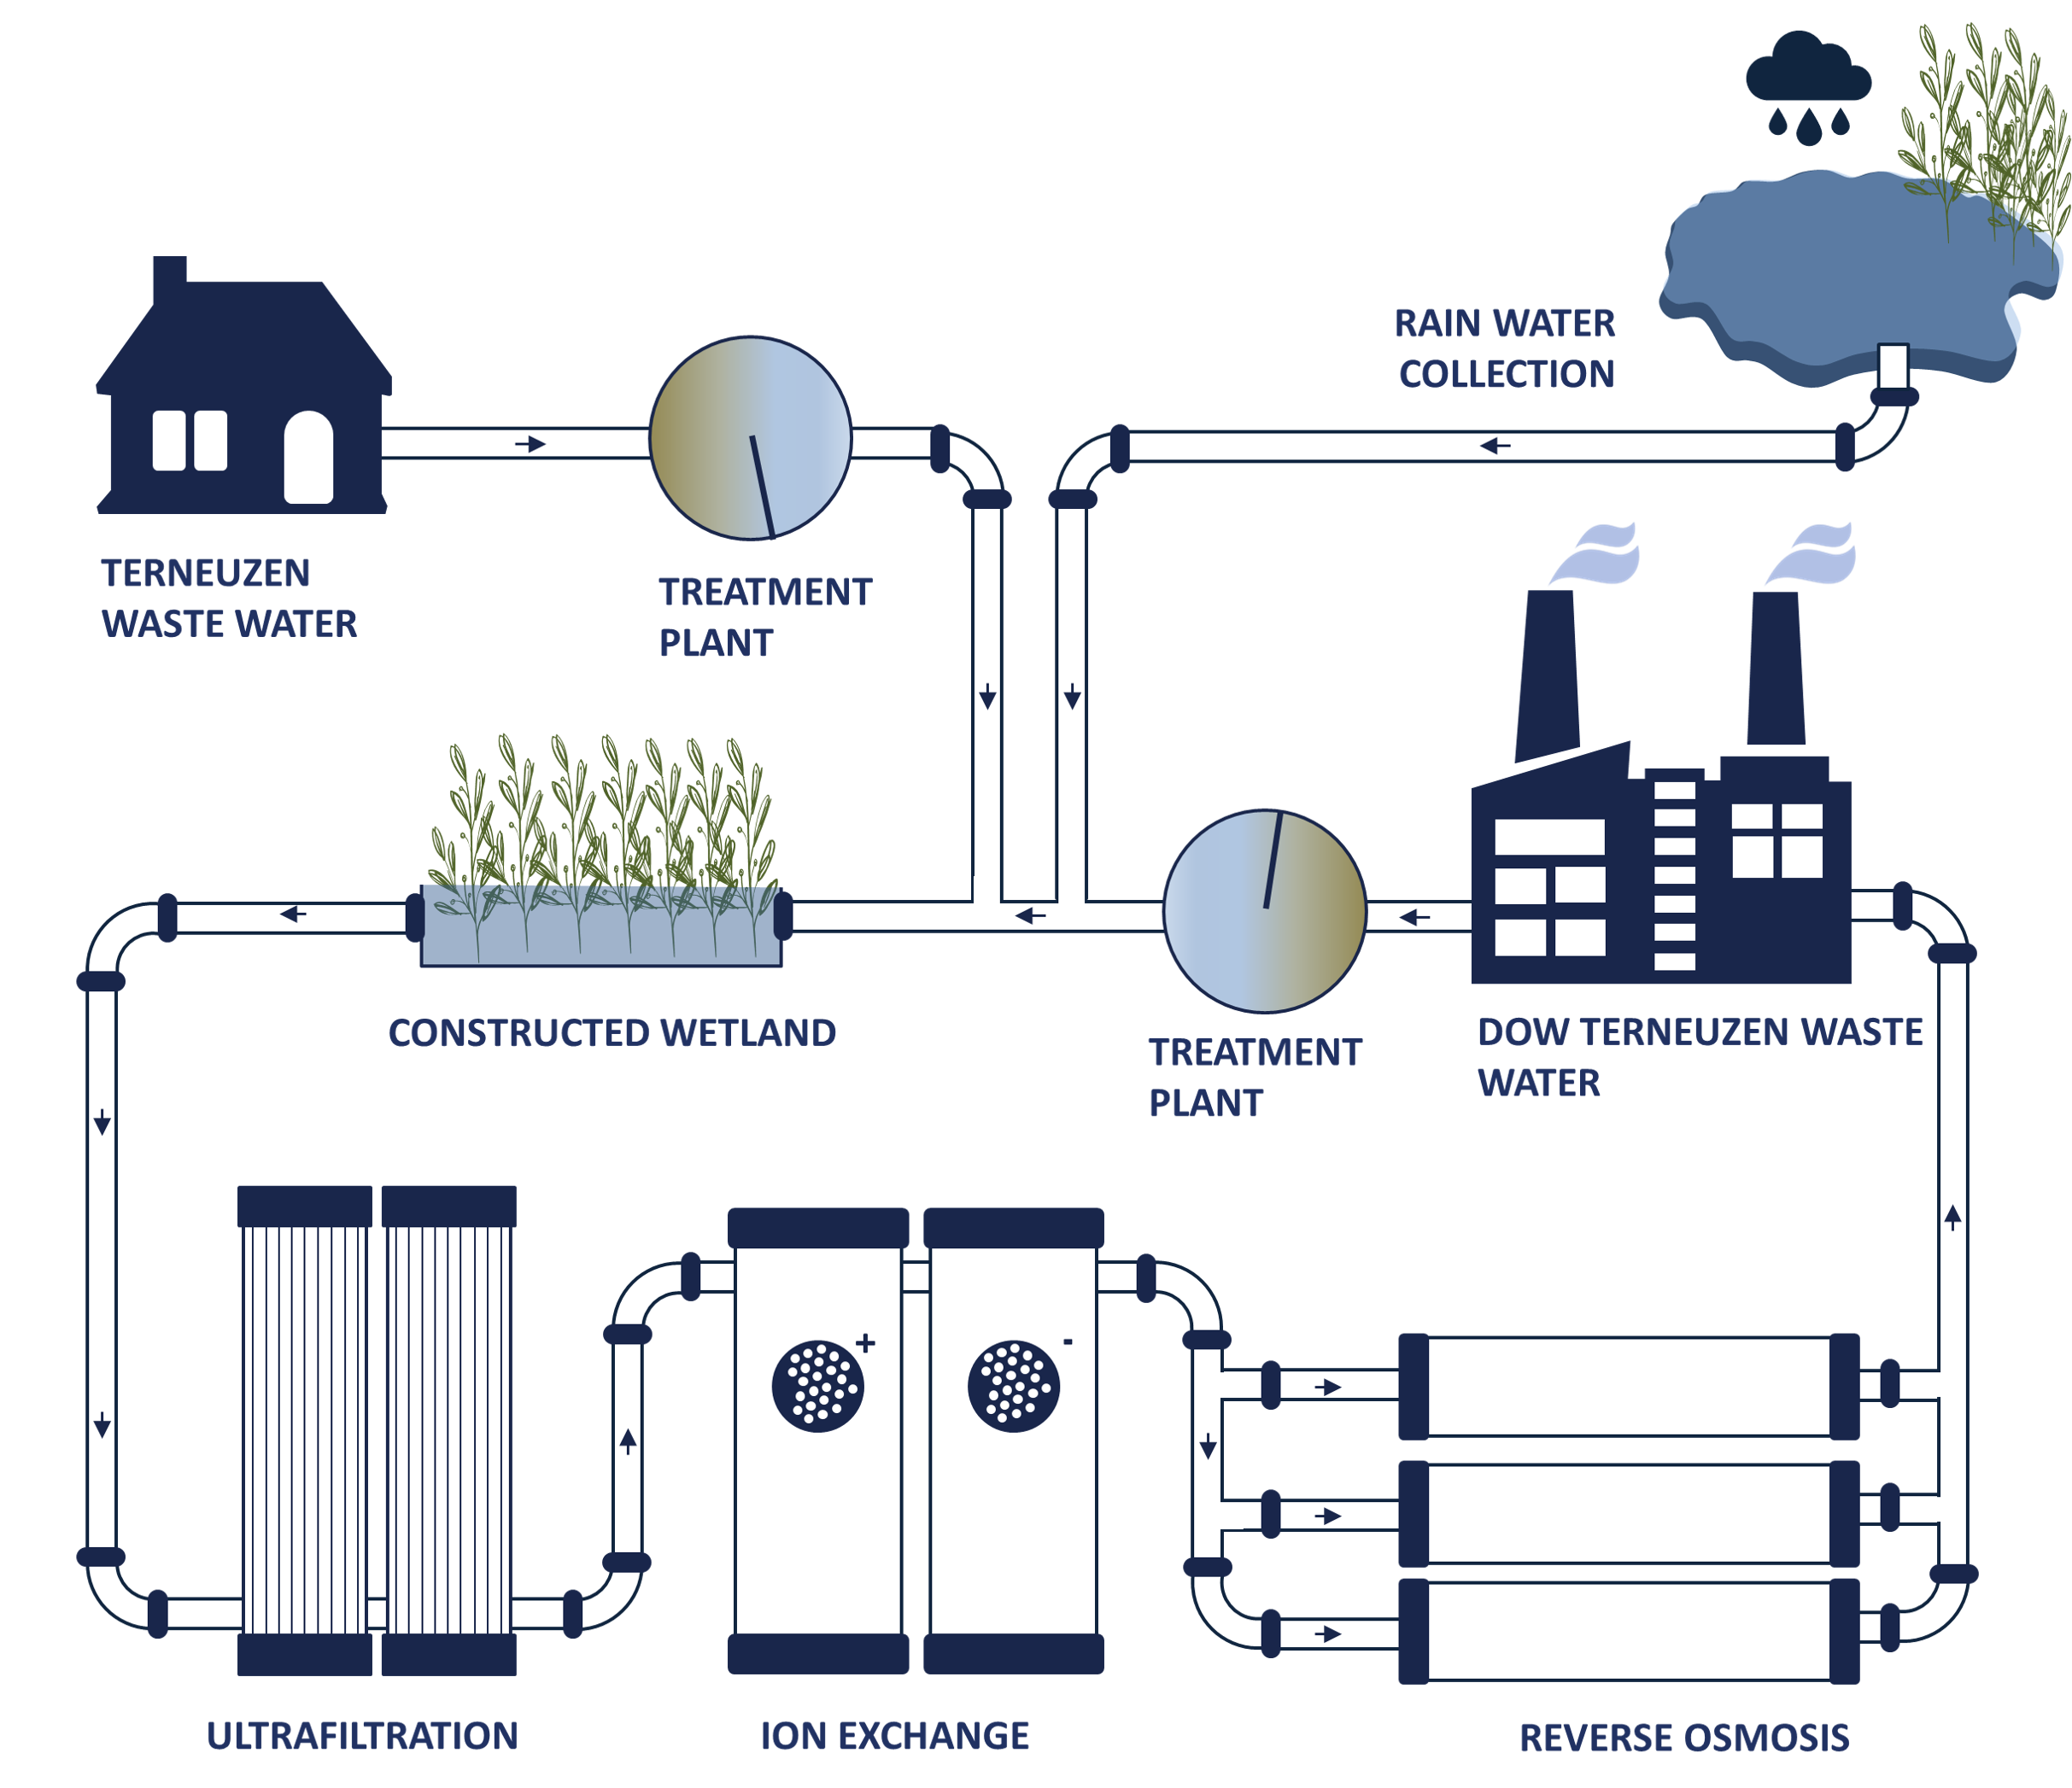 RAIN WATER
COLLECTION
TERNEUZEN
WASTE WATER
TREATMENT
PLANT
CONSTRUCTED WETLAND
TREATMENT
PLANT
DOW TERNEUZEN WASTE
WATER
+
-
ULTRAFILTRATION
ION EXCHANGE
REVERSE OSMOSIS